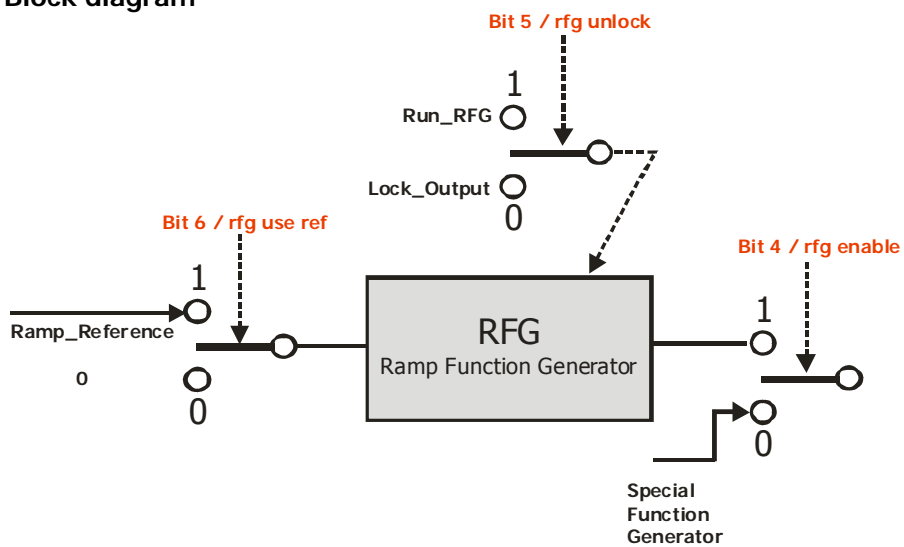 Block diagram
Bit 5 / rfg unlock
1
Run_RFG
Lock_Output
0
Bit 6 / rfg use ref
Bit 4 / rfg enable
1
Ramp_Reference
0
0
RFG
Ramp Function Generator
1
0
Special
Function
Generator